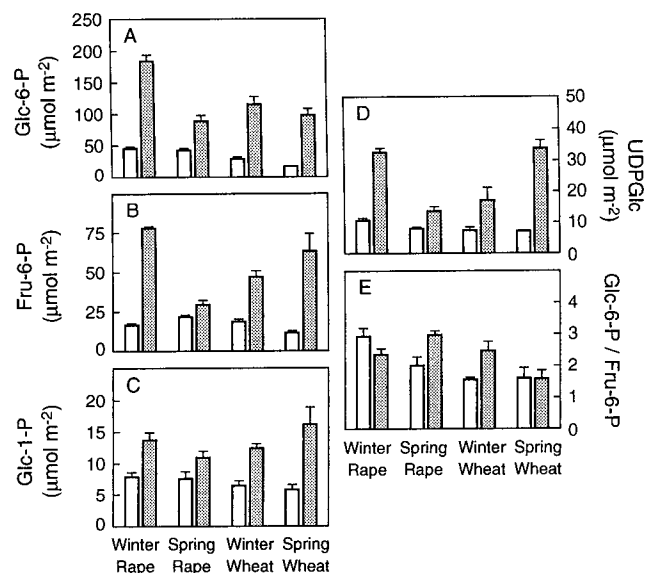 A
250
200
150
100
50
0
Glc-6-P
(μmol m-2)
B
75
50
25
0
Fru-6-P
(μmol m-2)
C
20
15
10
5
0
Glc-1-P
(μmol m-2)
Winter Spring Winter Spring
Rape Rape Wheat Wheat
D
50
40
30
20
10
0
UDPGlc
(μmol m-2)
E
4
3
2
1
0
Glc-6-P / Fru-6-P
Winter Spring Winter Spring
Rape Rape Wheat Wheat